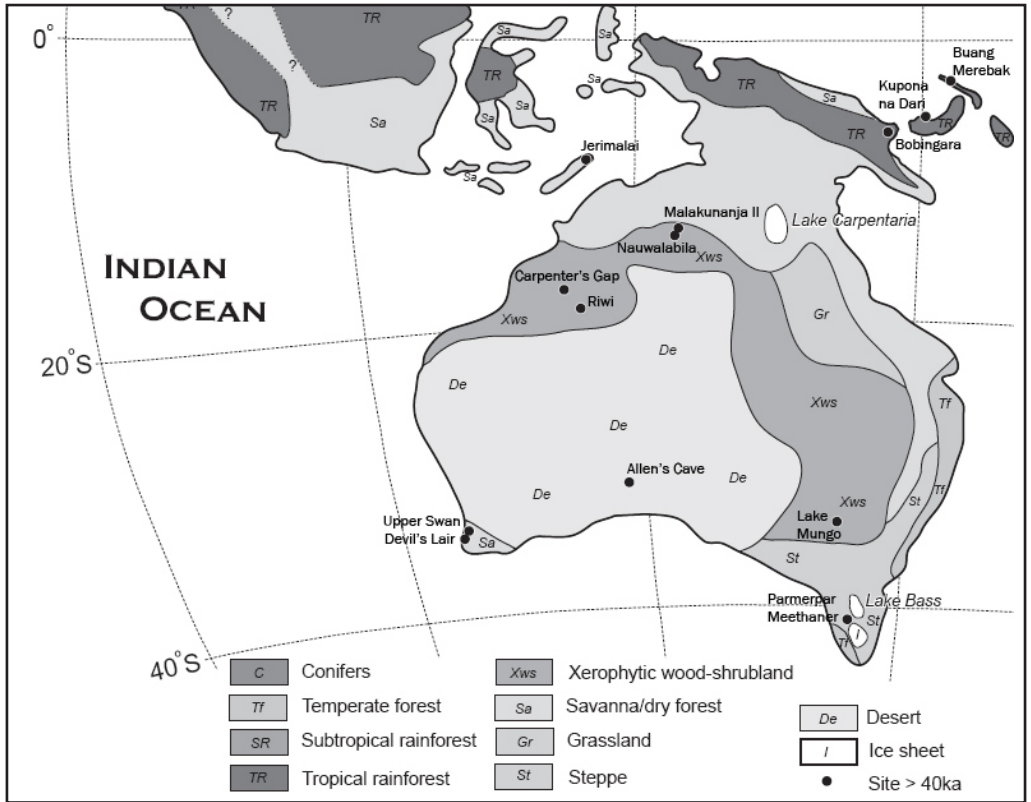 ?
TR
0°
Sa
Sa
Buang
Merebak
?
TR
Sa
TR
Kupona
na Dari
TR
Sa
Sa
Sa
Sa
TR
TR
TR
Bobingara
Jerimalai
Sa
Malakunanja II
Lake Carpentaria
Nauwalabila
Xws
INDIAN
OCEAN
Carpenter's Gap
Riwi
Xws
Gr
De
20°S
De
Xws
Tf
De
Allen's Cave
De
De
Xws
St
Tf
Upper Swan
Devil's Lair
Sa
Lake
Mungo
St
Parmerpar
Meethaner
Lake Bass
St
Tf
I
40°S
C Conifers
Tf Temperate forest
SR Subtropical rainforest
TR Tropical rainforest
Xws Xerophytic wood-shrubland
Sa Savanna/dry forest
Gr Grassland
St Steppe
De Desert
I Ice sheet
Site > 40ka